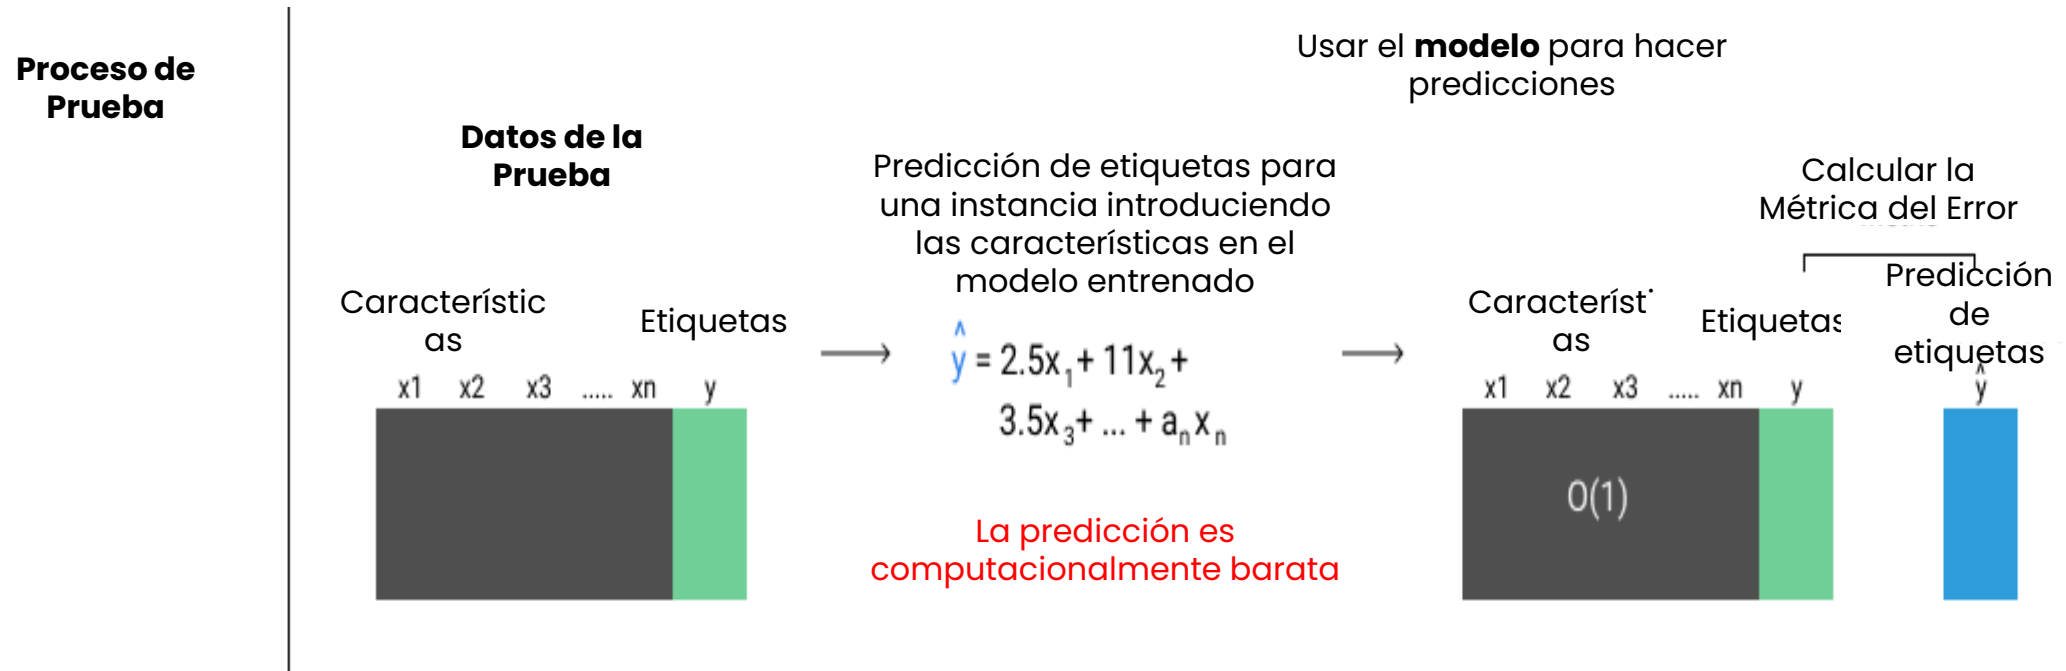 Proceso de
Prueba
Datos de la
Prueba
Característic
as
Etiquetas
x1 x2 x3 ..... xn y
Predicción de etiquetas para
una instancia introduciendo
las características en el
modelo entrenado
ŷ = 2.5x₁ + 11x₂ +
3.5x₃ + ... + aₙxₙ
La predicción es
computacionalmente barata
Usar el modelo para hacer
predicciones
Calcular la
Métrica del Error
Característ
as
Etiquetas
Predicción
de
etiquetas
x1 x2 x3 ..... xn y ŷ
0(1)